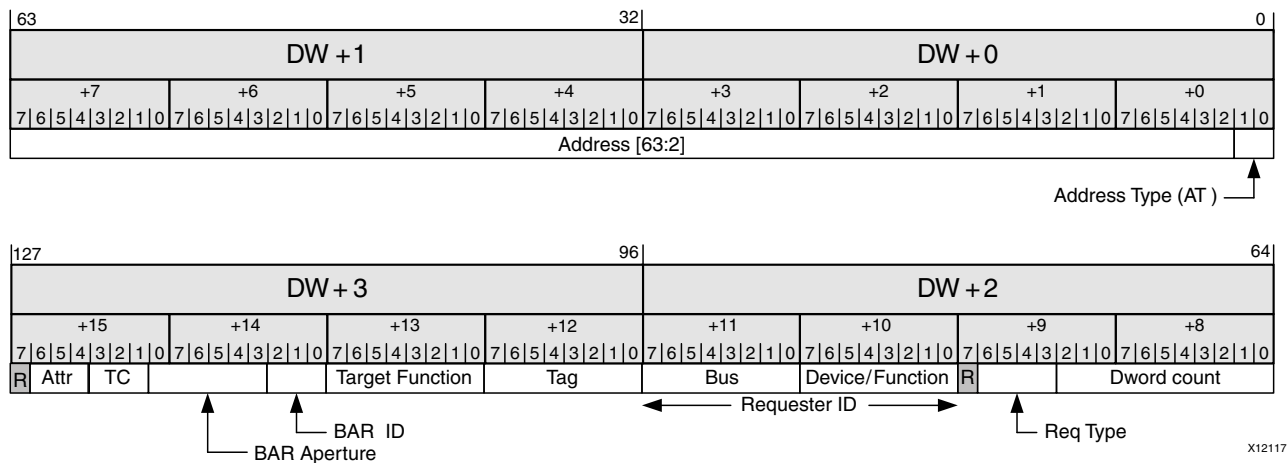 63 32 0
DW +1 DW +0
+7 +6 +5 +4 +3 +2 +1 +0
7 6 5 4 3 2 1 0 7 6 5 4 3 2 1 0 7 6 5 4 3 2 1 0 7 6 5 4 3 2 1 0 7 6 5 4 3 2 1 0 7 6 5 4 3 2 1 0 7 6 5 4 3 2 1 0 7 6 5 4 3 2 1 0
Address [63:2]
Address Type (AT )
127 96 64
DW + 3 DW + 2
+15 +14 +13 +12 +11 +10 +9 +8
7 6 5 4 3 2 1 0 7 6 5 4 3 2 1 0 7 6 5 4 3 2 1 0 7 6 5 4 3 2 1 0 7 6 5 4 3 2 1 0 7 6 5 4 3 2 1 0 7 6 5 4 3 2 1 0 7 6 5 4 3 2 1 0
R Attr TC Target Function Tag Bus Device/Function R Dword count
Requester ID
BAR ID Req Type
BAR Aperture X12117